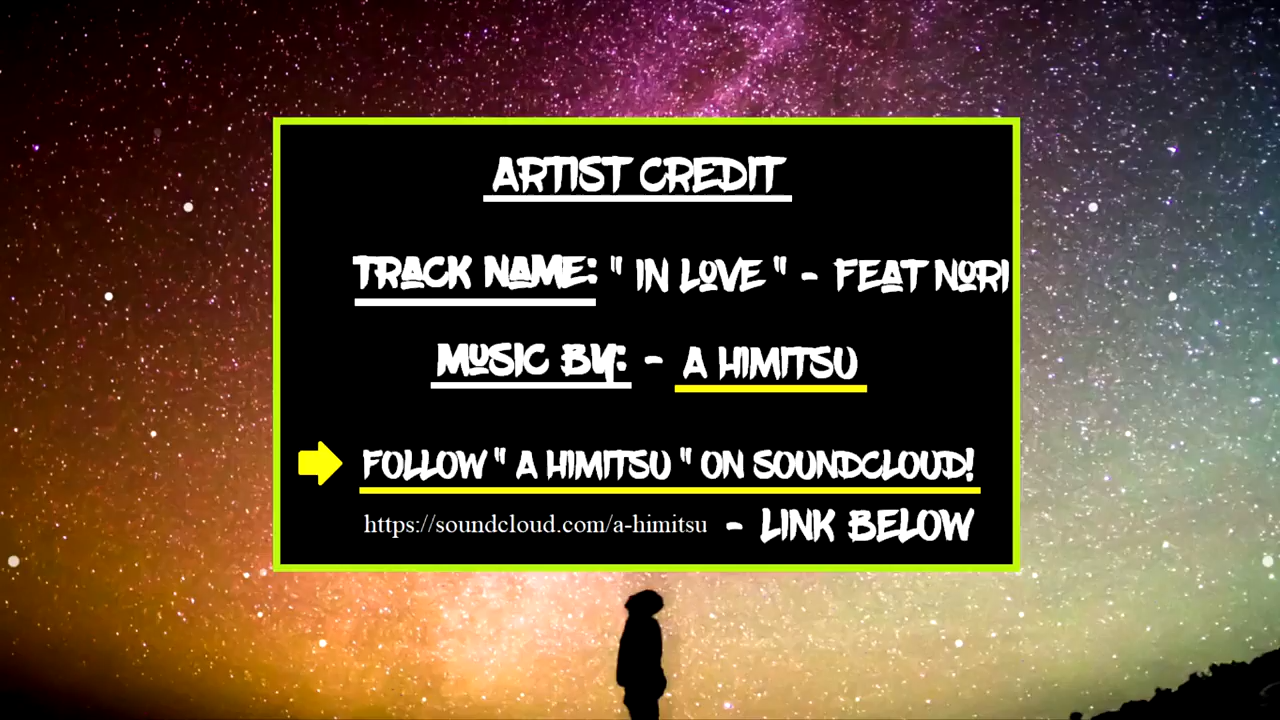 ARTIST CREDIT
TRACK NAME: " IN LOVE " - FEAT NORI
MUSIC BY: - A HIMITSU
FOLLOW " A HIMITSU " ON SOUNDCLOUD!
https://soundcloud.com/a-himitsu - LINK BELOW